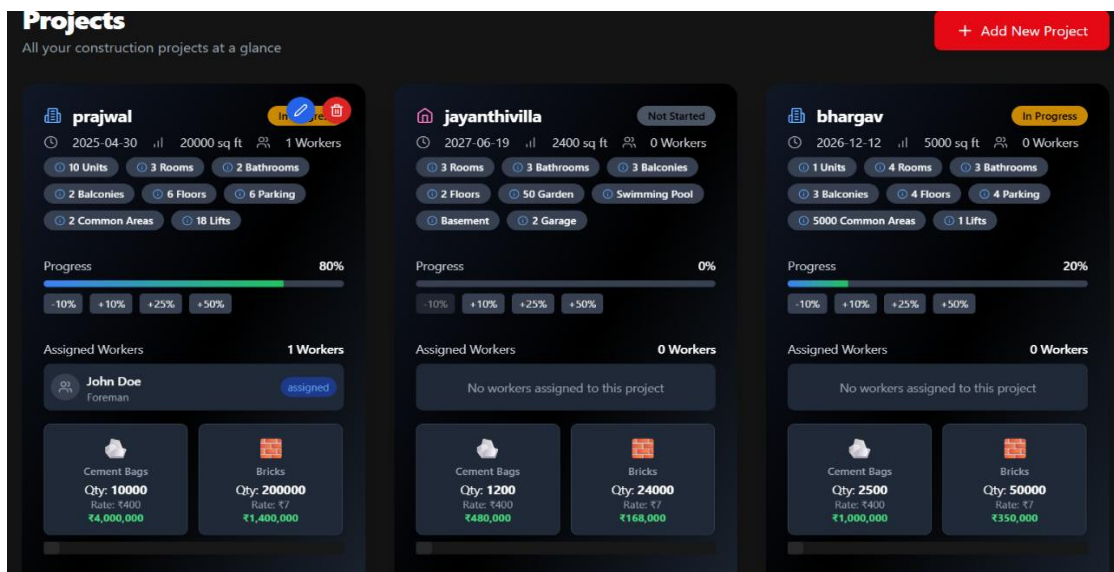 Projects
All your construction projects at a glance
+ Add New Project
prajwal
2025-04-30 20000 sq ft 1 Workers
10 Units 3 Rooms 2 Bathrooms
2 Balconies 6 Floors 6 Parking
2 Common Areas 18 Lifts
Progress 80%
-10% +10% +25% +50%
Assigned Workers 1 Workers
John Doe
Foreman
assigned
Cement Bags
Qty: 10000
Rate: ₹400
₹4,000,000
Bricks
Qty: 200000
Rate: ₹7
₹1,400,000
jayanthivilla Not Started
2027-06-19 2400 sq ft 0 Workers
3 Rooms 3 Bathrooms 3 Balconies
2 Floors 50 Garden Swimming Pool
Basement 2 Garage
Progress 0%
-10% +10% +25% +50%
Assigned Workers 0 Workers
No workers assigned to this project
Cement Bags
Qty: 1200
Rate: ₹400
₹480,000
Bricks
Qty: 24000
Rate: ₹7
₹168,000
bhargav In Progress
2026-12-12 5000 sq ft 0 Workers
1 Units 4 Rooms 3 Bathrooms
3 Balconies 4 Floors 4 Parking
5000 Common Areas 1 Lifts
Progress 20%
-10% +10% +25% +50%
Assigned Workers 0 Workers
No workers assigned to this project
Cement Bags
Qty: 2500
Rate: ₹400
₹1,000,000
Bricks
Qty: 50000
Rate: ₹7
₹350,000